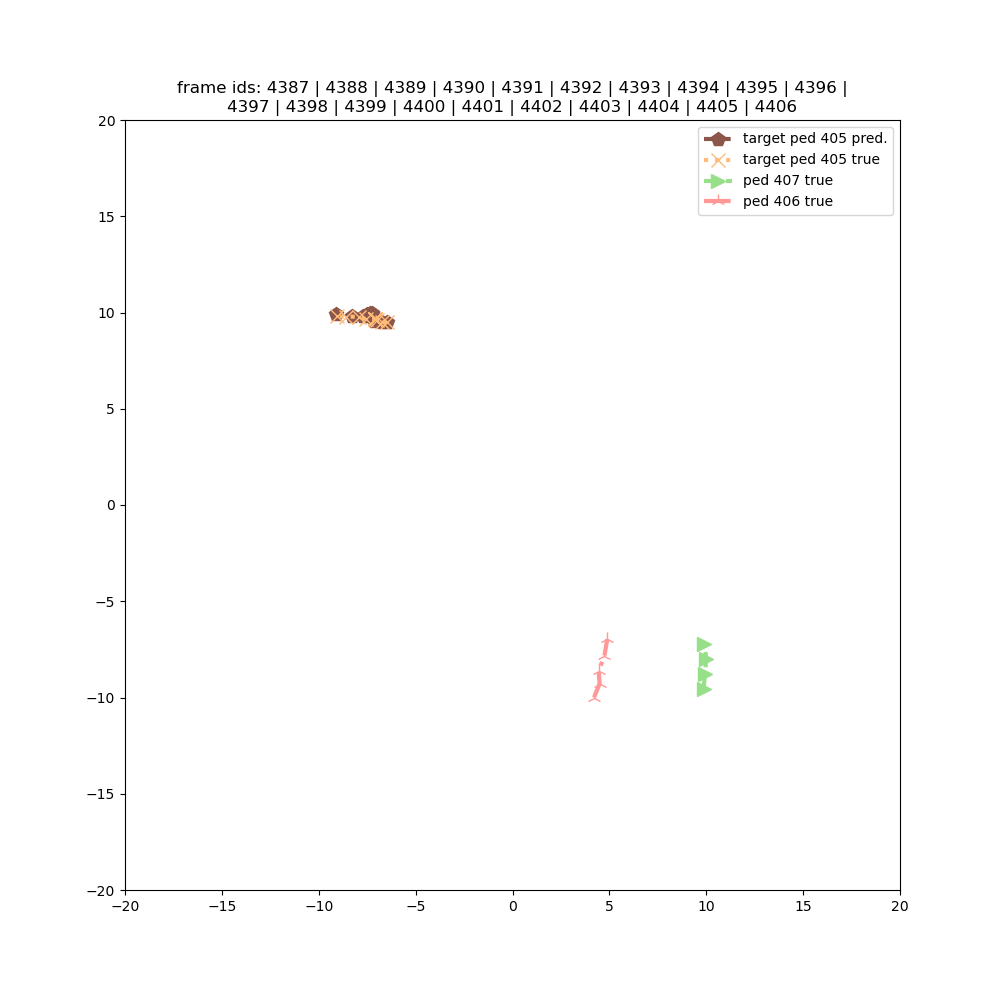 frame ids: 4387 | 4388 | 4389 | 4390 | 4391 | 4392 | 4393 | 4394 | 4395 | 4396 |
4397 | 4398 | 4399 | 4400 | 4401 | 4402 | 4403 | 4404 | 4405 | 4406
target ped 405 pred.
target ped 405 true
ped 407 true
ped 406 true
20
15
10
5
0
−5
−10
−15
−20
−20 −15 −10 −5 0 5 10 15 20